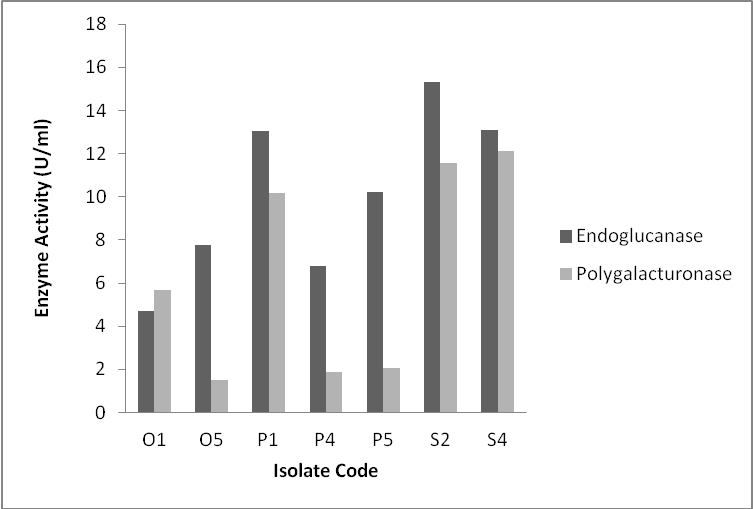 18
16
14
12
10
8
6
4
2
0
Enzyme Activity (U/ml)
O1 O5 P1 P4 P5 S2 S4
Isolate Code
Endoglucanase
Polygalacturonase